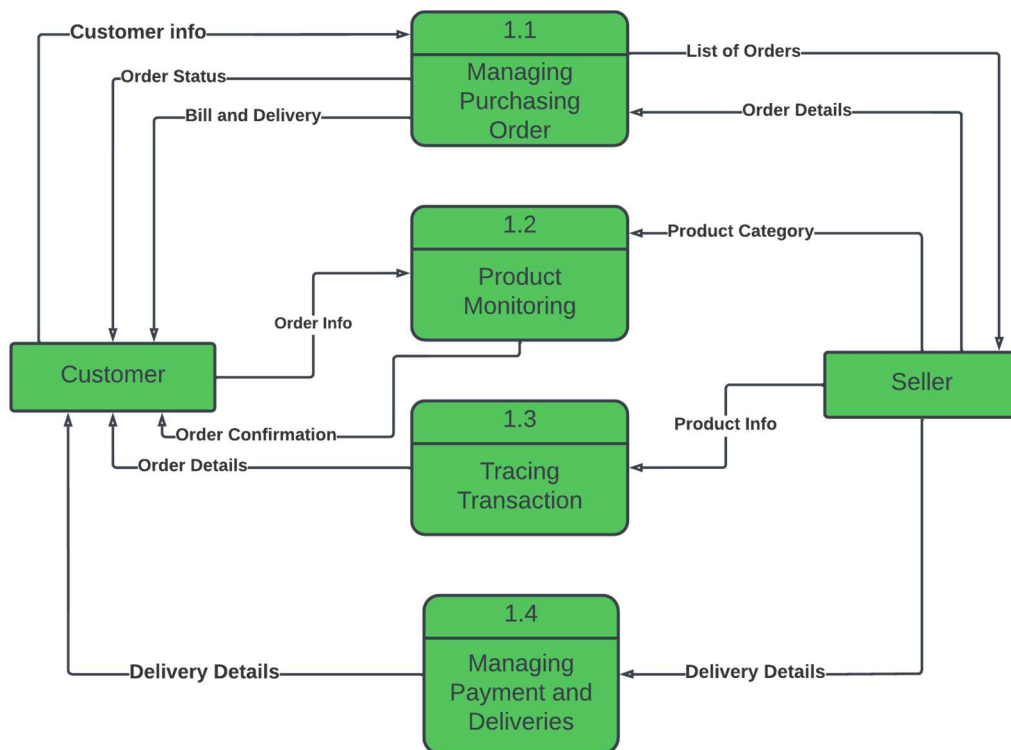 Customer info
1.1
List of Orders
Order Status
Managing
Purchasing
Order
Bill and Delivery
Order Details
1.2
Product Category
Product
Monitoring
Order Info
Customer
Seller
Order Confirmation
1.3
Product Info
Order Details
Tracing
Transaction
1.4
Delivery Details
Managing
Payment and
Deliveries
Delivery Details